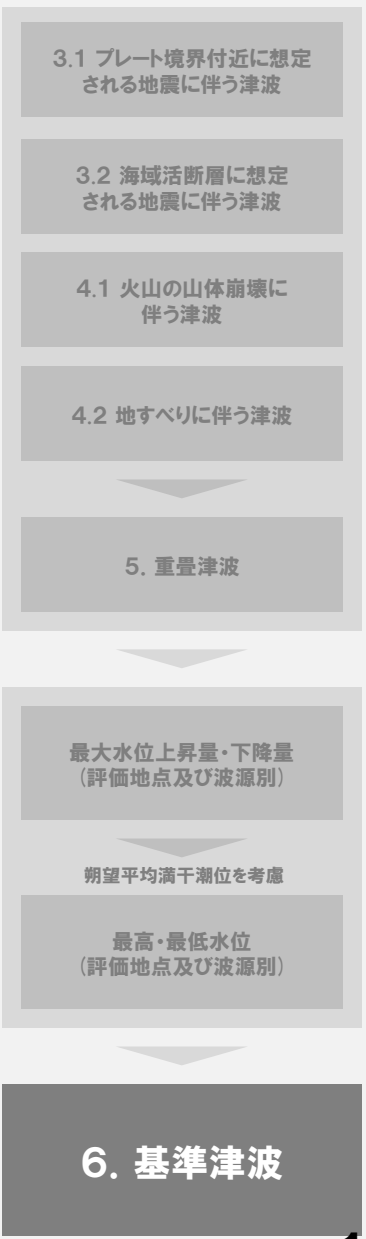 3.1 プレート境界付近に想定
される地震に伴う津波
3.2 海域活断層に想定
される地震に伴う津波
4.1 火山の山体崩壊に
伴う津波
4.2 地すべりに伴う津波
5. 重畳津波
最大水位上昇量・下降量
(評価地点及び波源別)
朔望平均満干潮位を考慮
最高・最低水位
(評価地点及び波源別)
6. 基準津波